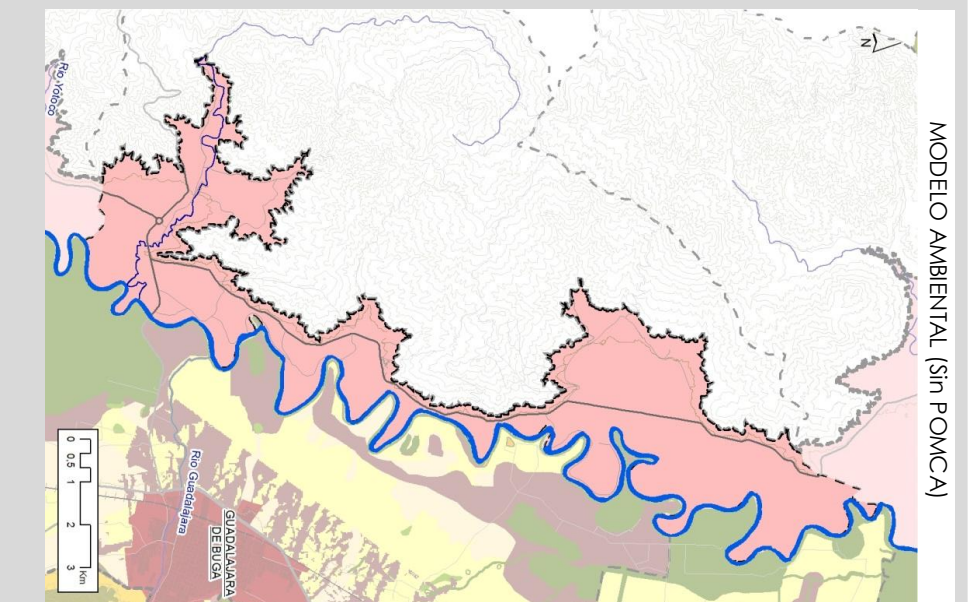 MODELO AMBIENTAL (Sin POMCA)
N
Río Yotoco
Río Guadalajara
GUADALAJARA
DE BUGA
0 0,5 1 2 3
Km